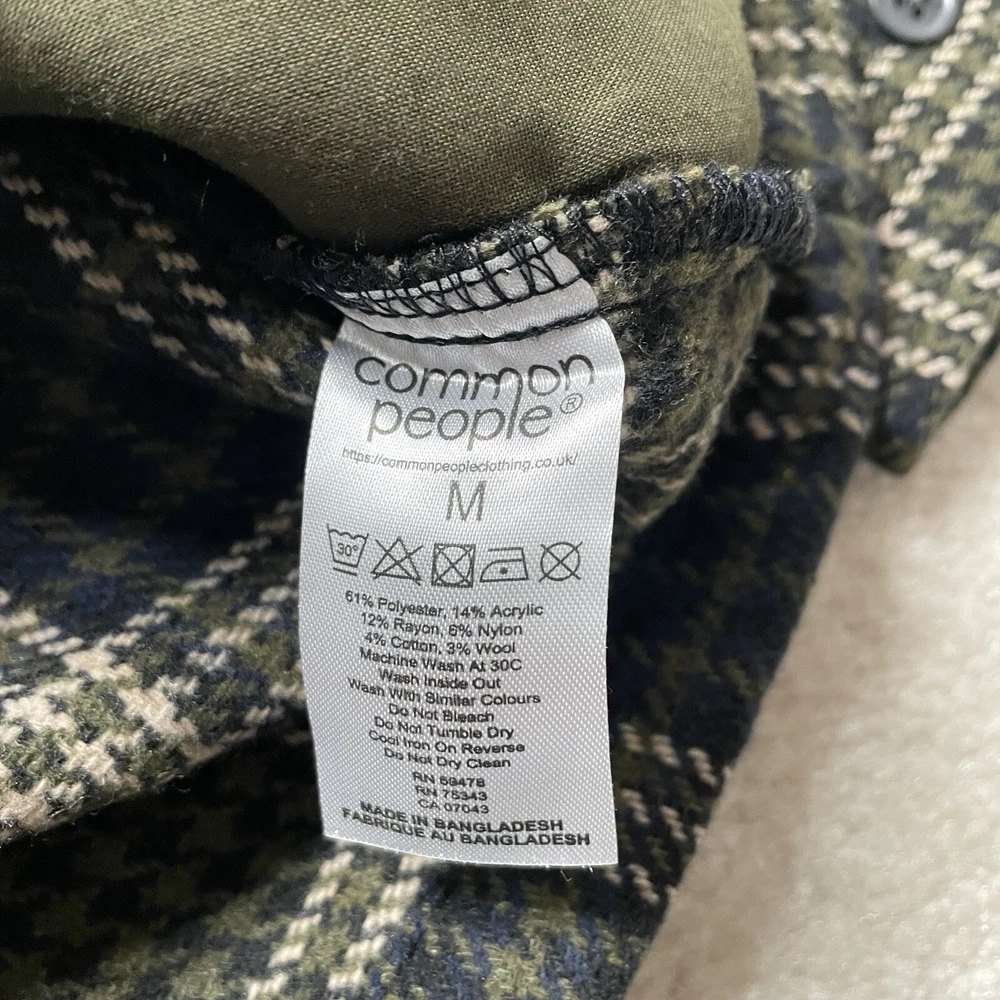 common
people®
https://commonpeopleclothing.co.uk/
M
30°
61% Polyester, 14% Acrylic
12% Rayon, 6% Nylon
4% Cotton, 3% Wool
Machine Wash At 30C
Wash Inside Out
Wash With Similar Colours
Do Not Bleach
Do Not Tumble Dry
Cool Iron On Reverse
Do Not Dry Clean
RN 59478
RN 75343
CA 07043
MADE IN BANGLADESH
FABRIQUE AU BANGLADESH